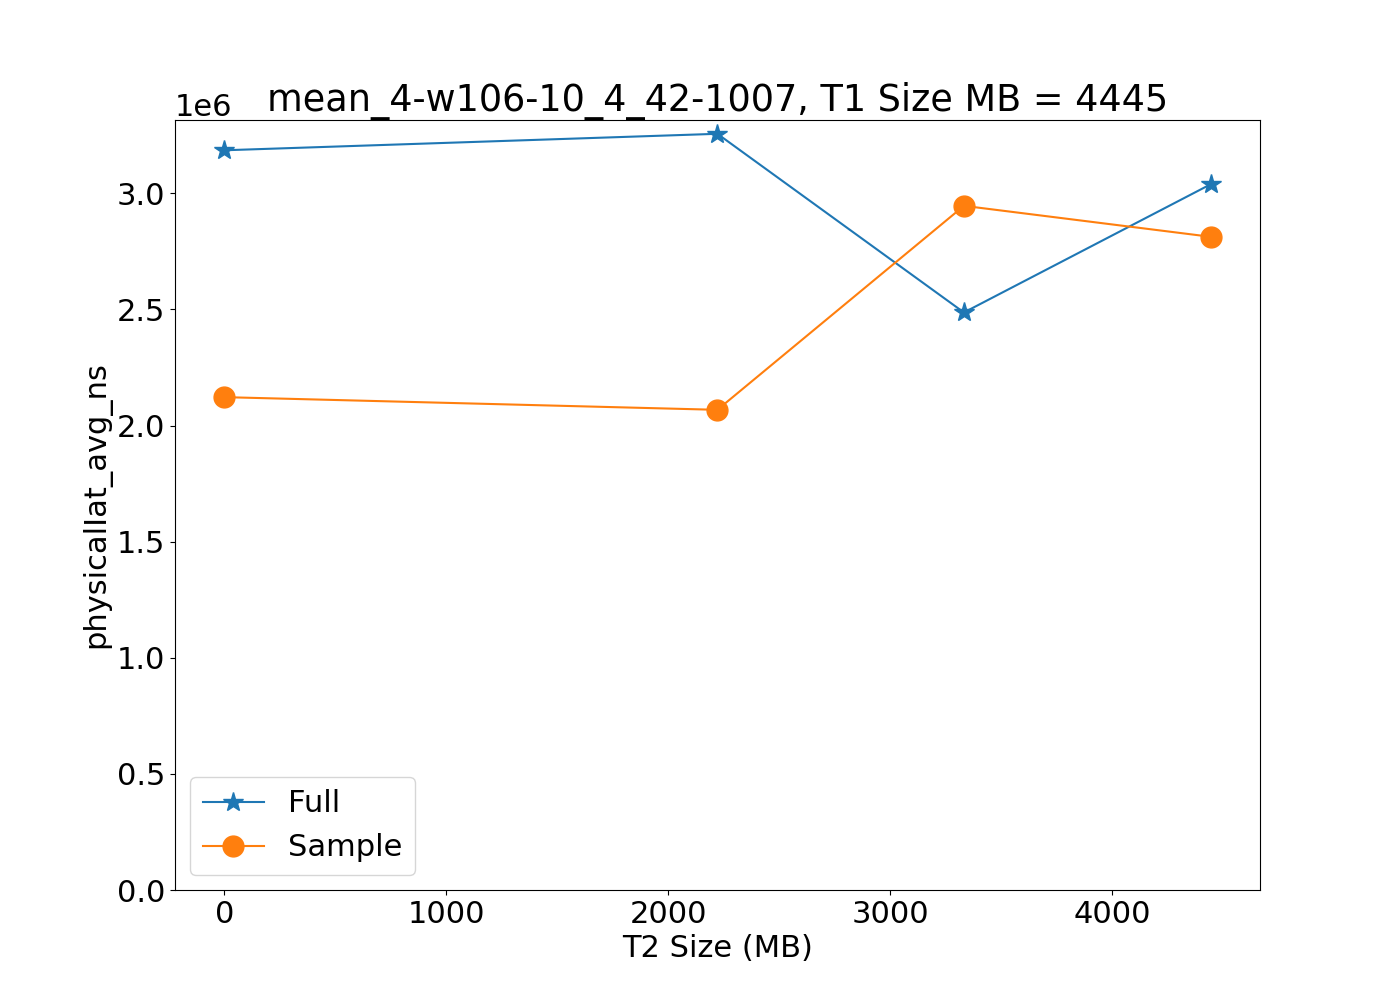 mean_4-w106-10_4_42-1007, T1 Size MB = 4445
1e6
3.0
2.5
2.0
1.5
1.0
0.5
0.0
physicallat_avg_ns
Full
Sample
0 1000 2000 3000 4000
T2 Size (MB)